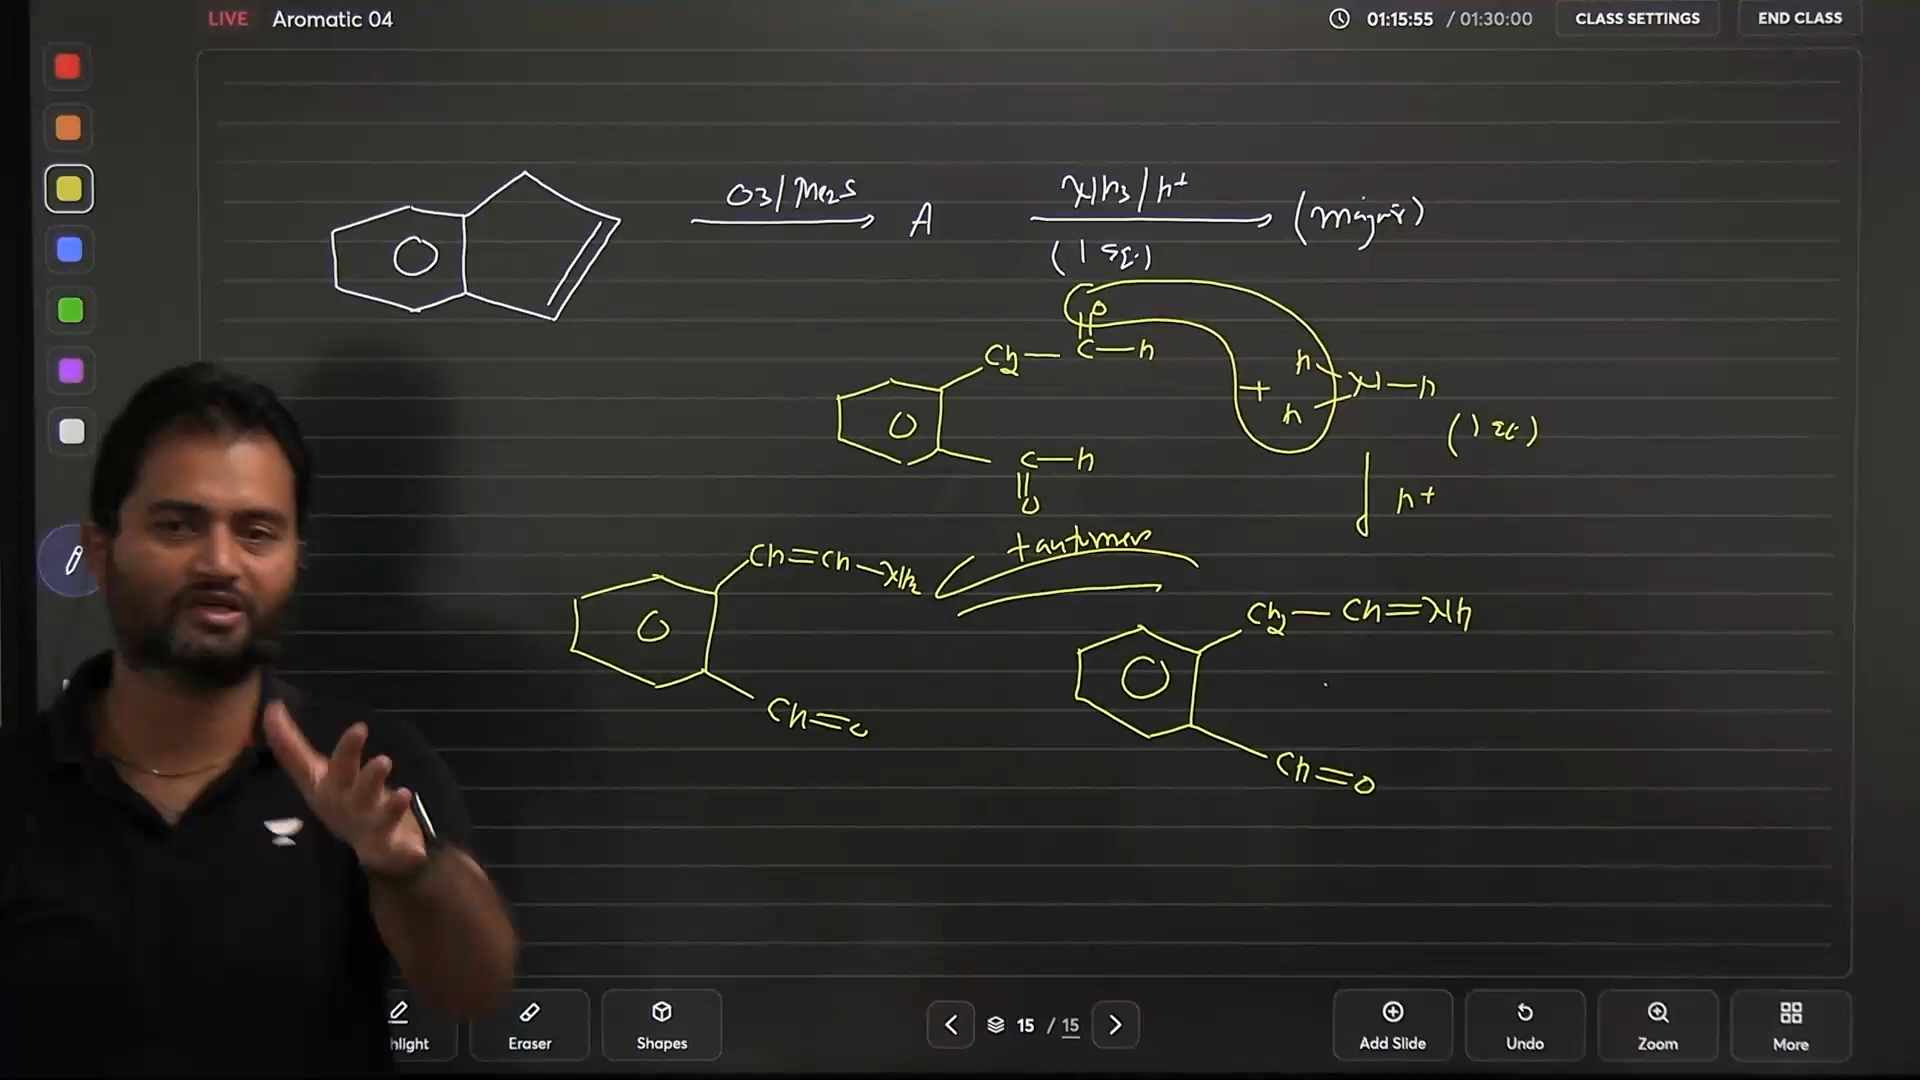 LIVE Aromatic 04 01:15:55 / 01:30:00 CLASS SETTINGS END CLASS
O3/Me2S NH3/H+
A (major)
(1 eq.)
O
CH2—C—H H
+ N—H
H
(1 eq.)
C—H
O
H+
tautomer
CH=CH—NH2
CH2—CH=NH
CH=O
CH=O
hlight Eraser Shapes 15 / 15 Add Slide Undo Zoom More